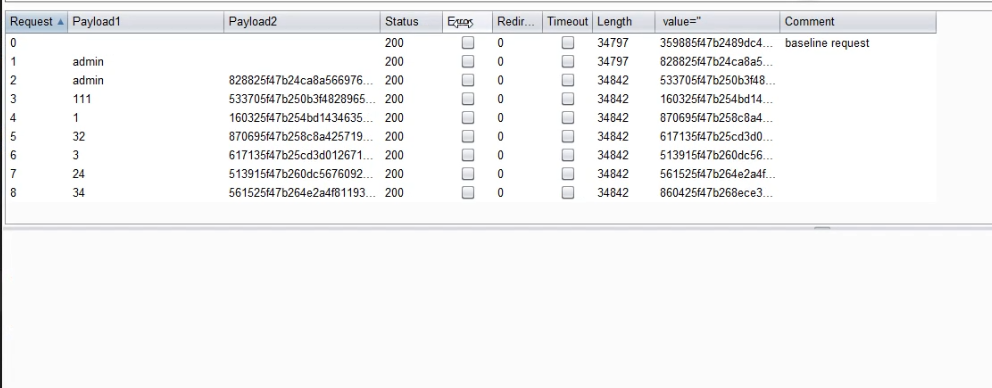 Request Payload1 Payload2 Status Error Redir... Timeout Length value=" Comment
0 200 0 34797 359885f47b2489dc4... baseline request
1 admin 200 0 34797 828825f47b24ca8a5...
2 admin 828825f47b24ca8a566976... 200 0 34842 533705f47b250b3f48...
3 111 533705f47b250b3f4828965... 200 0 34842 160325f47b254bd14...
4 1 160325f47b254bd1434635... 200 0 34842 870695f47b258c8a4...
5 32 870695f47b258c8a425719... 200 0 34842 617135f47b25cd3d0...
6 3 617135f47b25cd3d012671... 200 0 34842 513915f47b260dc56...
7 24 513915f47b260dc5676092... 200 0 34842 561525f47b264e2a4f...
8 34 561525f47b264e2a4f81193... 200 0 34842 860425f47b268ece3...